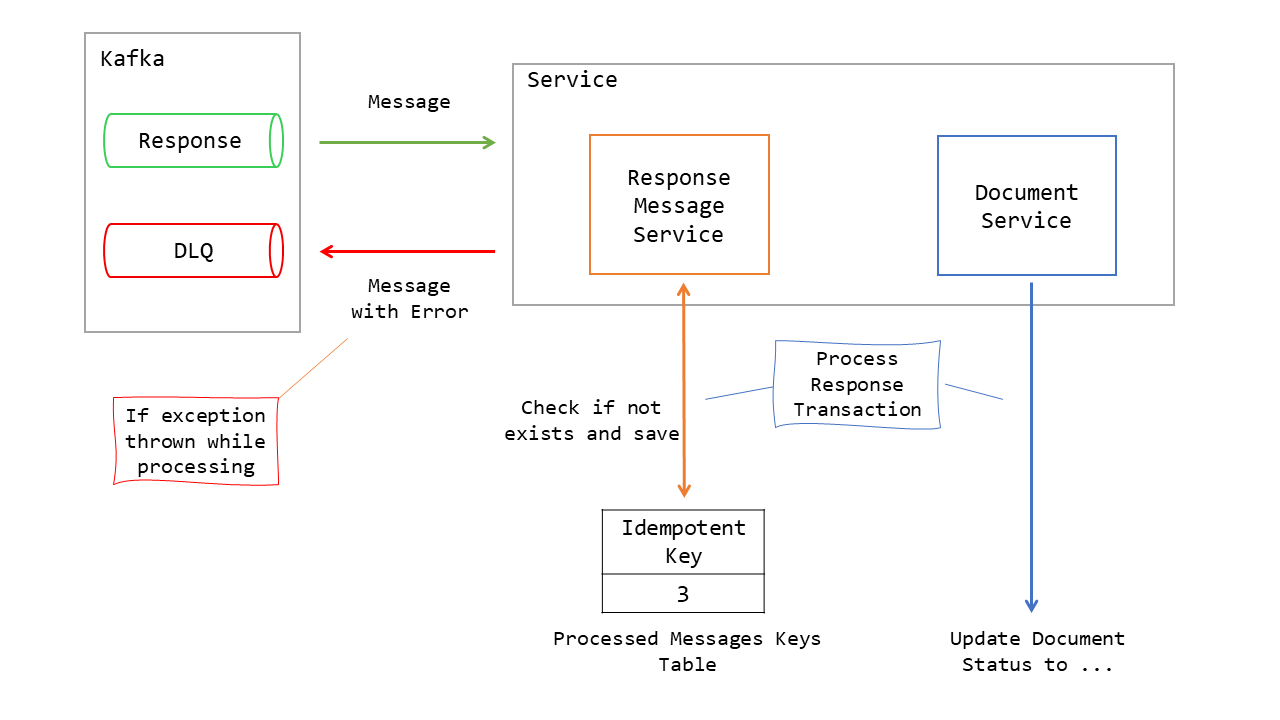 Kafka
Response
DLQ
Message
Message
with Error
If exception
thrown while
processing
Service
Response
Message
Service
Document
Service
Check if not
exists and save
Process
Response
Transaction
Idempotent
Key
3
Processed Messages Keys
Table
Update Document
Status to ...